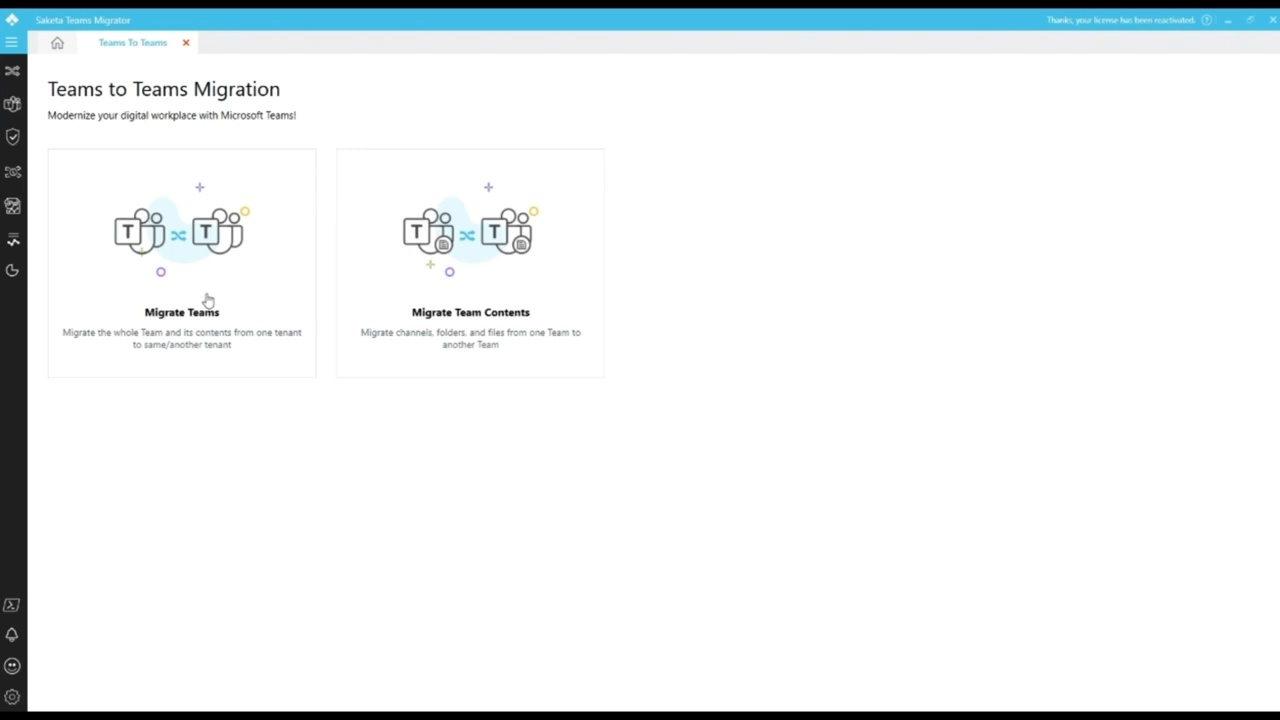 Saketa Teams Migrator
Thanks, your license has been reactivated.
Teams To Teams
Teams to Teams Migration
Modernize your digital workplace with Microsoft Teams!
T T
T T
Migrate Teams
Migrate the whole Team and its contents from one tenant
to same/another tenant
Migrate Team Contents
Migrate channels, folders, and files from one Team to
another Team